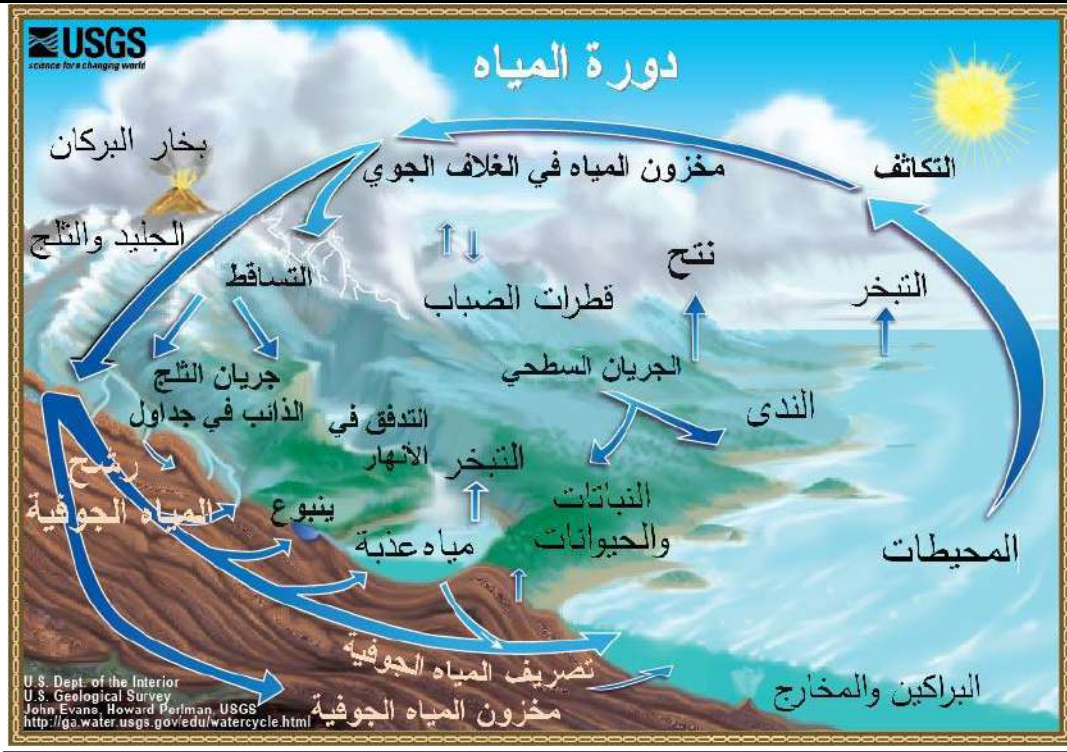 USGS
science for a changing world
دورة المياه
بخار البركان
التكاثف
مخزون المياه في الغلاف الجوي
الجليد والثلج
نتح
التساقط
قطرات الضباب
التبخر
جريان الثلج
الذائب في جداول
الجريان السطحي
الندى
التدفق في
الأنهار
التبخر
رشح
المياه الجوفية
ينبوع
مياه عذبة
النباتات
والحيوانات
المحيطات
تصريف المياه الجوفية
مخزون المياه الجوفية
البراكين والمخارج
U.S. Dept. of the Interior
U.S. Geological Survey
John Evans, Howard Perlman, USGS
http://ga.water.usgs.gov/edu/watercycle.html